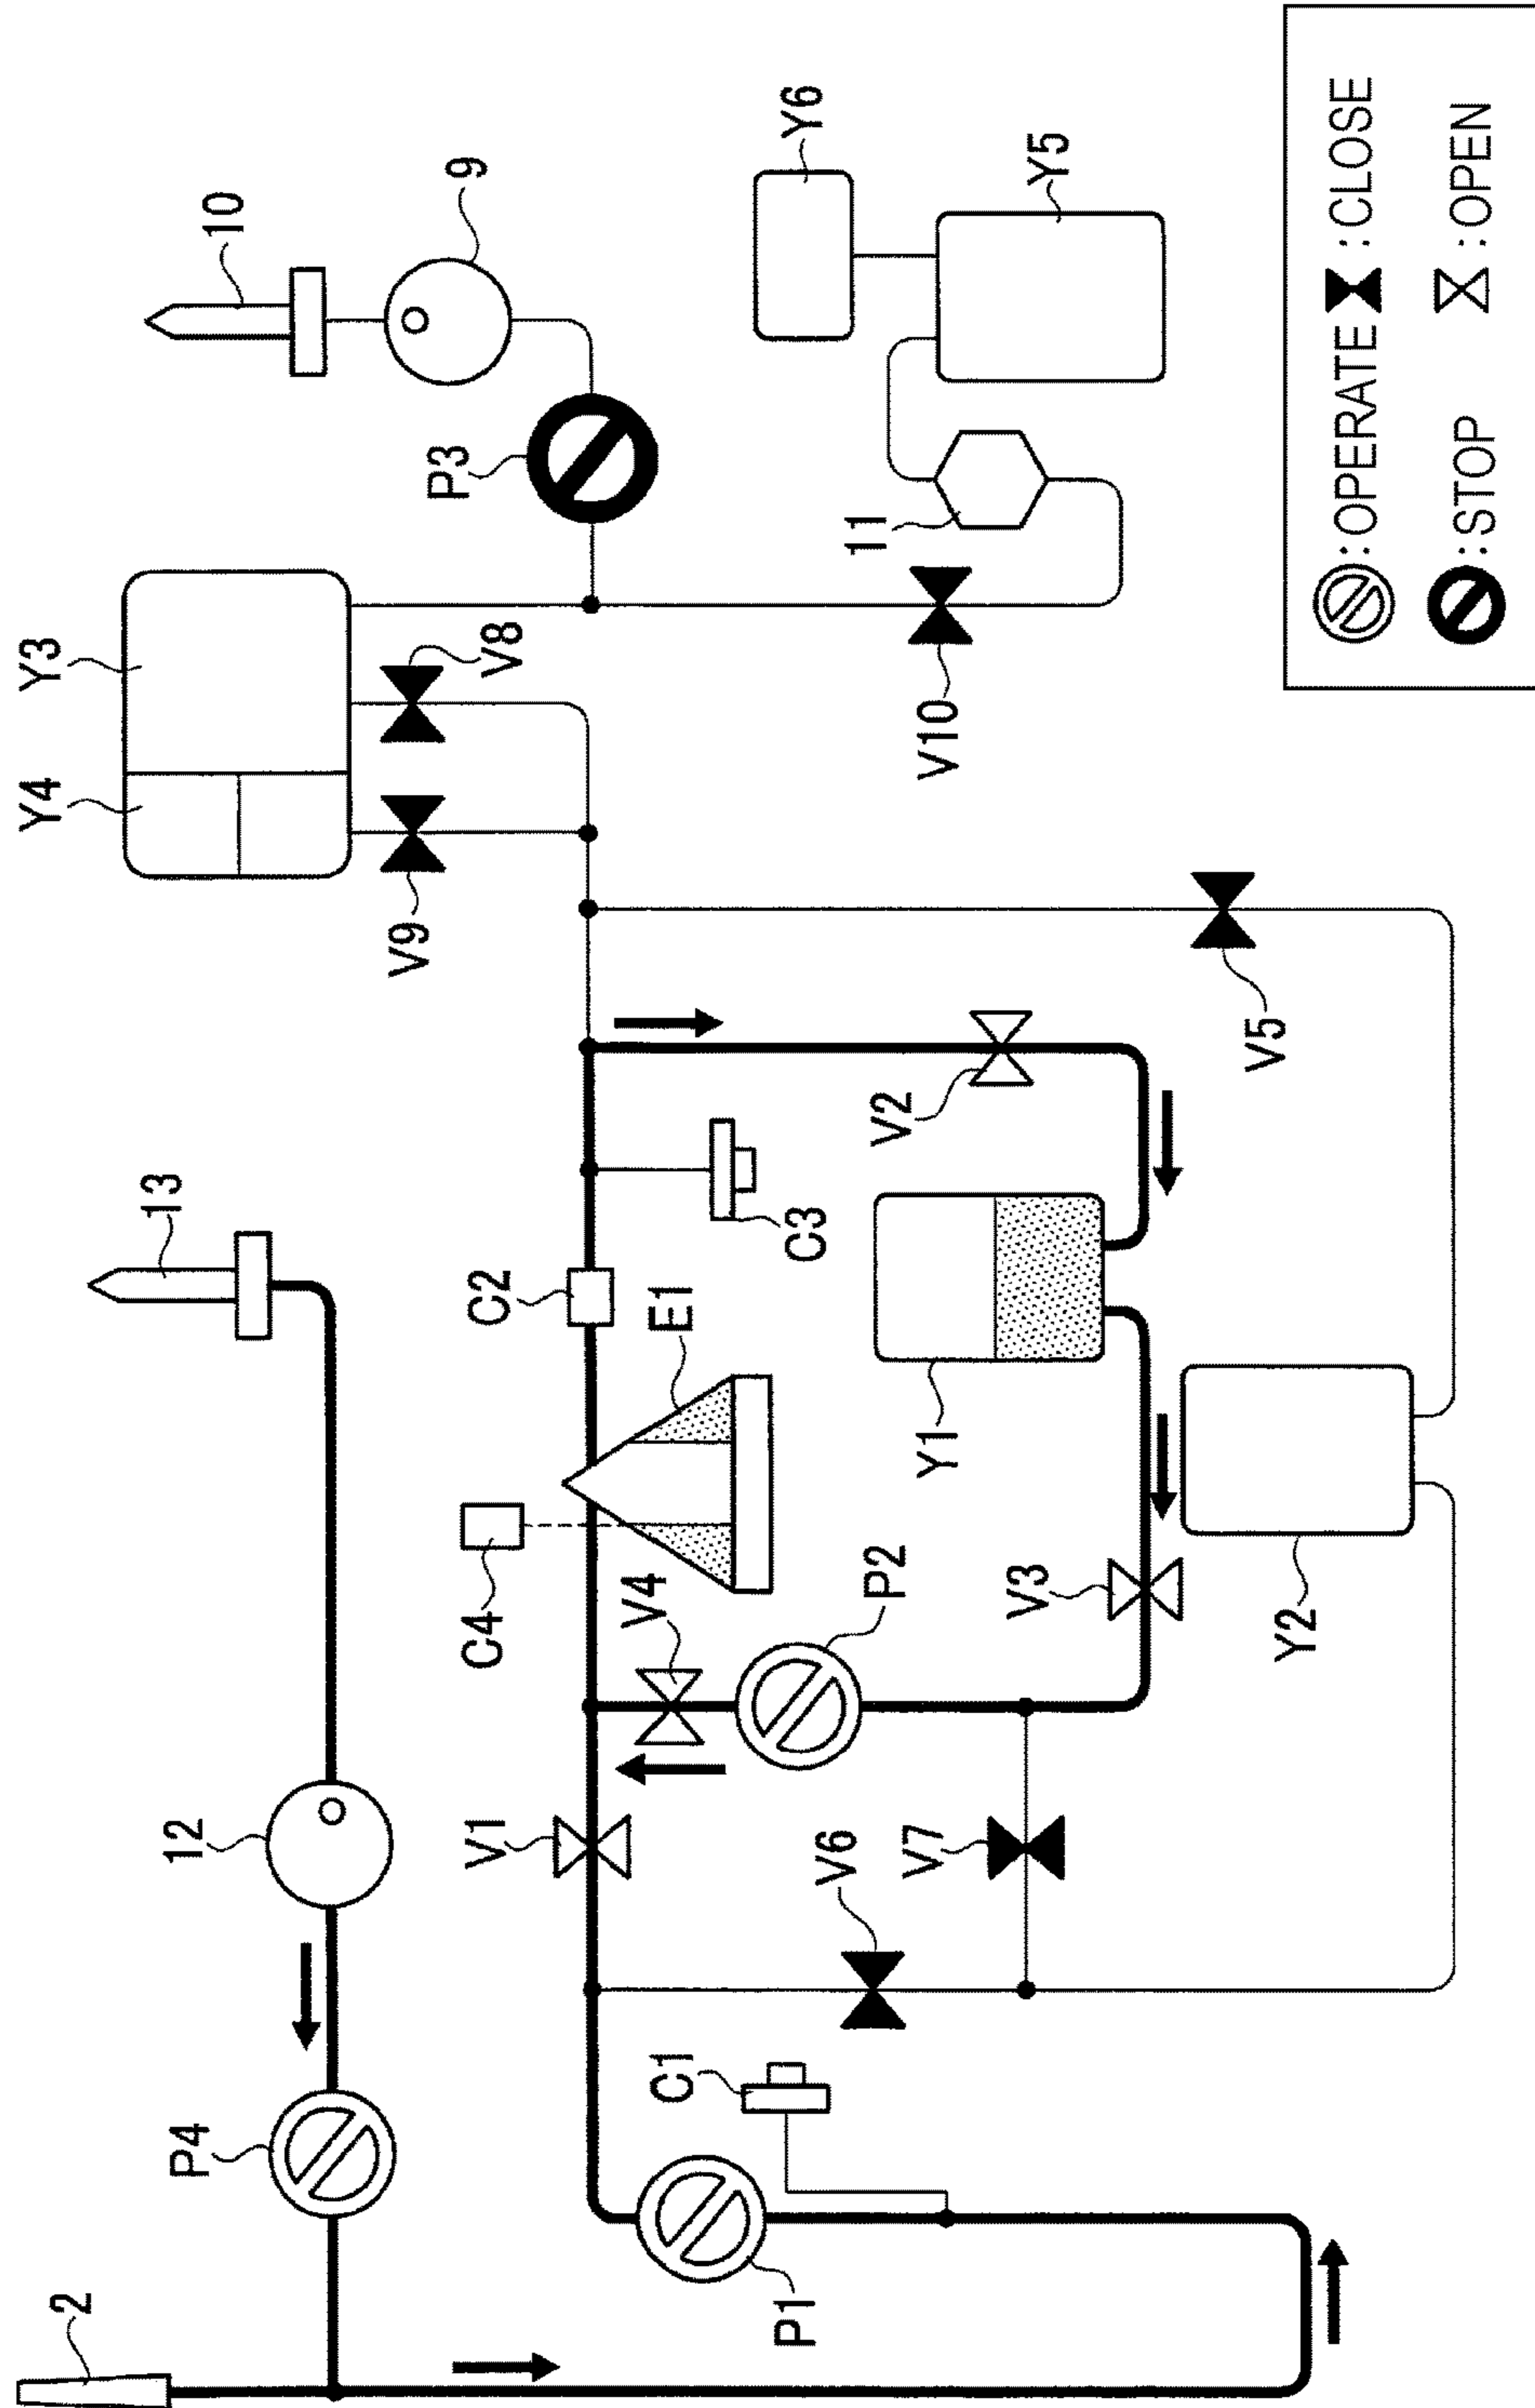 2
P4
12
13
Y4
Y3
10
9
P3
V9
V8
C4
C2
E1
V1
V4
C3
P1
C1
V6
V7
P2
V3
Y1
V2
Y2
V5
V10
11
Y6
Y5
:OPERATE :CLOSE
:STOP :OPEN